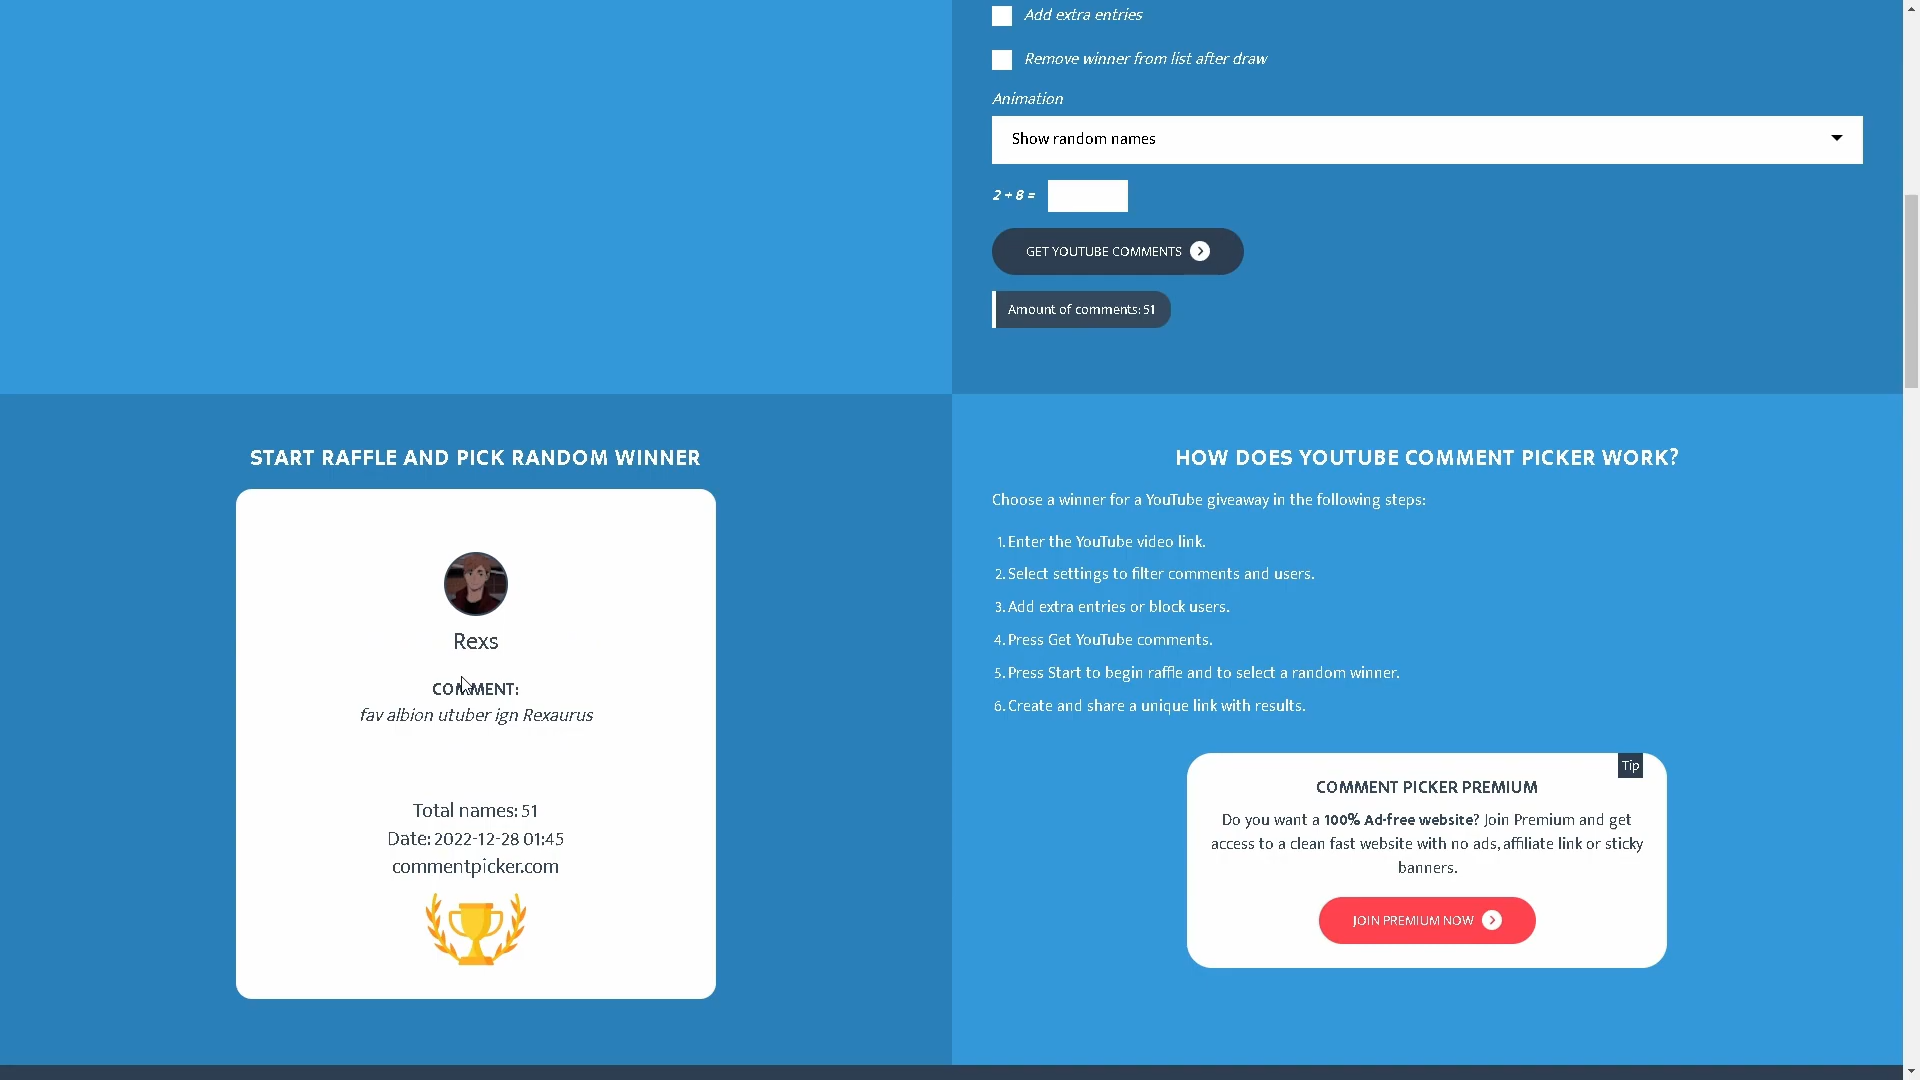 Add extra entries
Remove winner from list after draw
Animation
Show random names
2 + 8 =
GET YOUTUBE COMMENTS
Amount of comments: 51
START RAFFLE AND PICK RANDOM WINNER
Rexs
COMMENT:
fav albion utuber ign Rexaurus
Total names: 51
Date: 2022-12-28 01:45
commentpicker.com
HOW DOES YOUTUBE COMMENT PICKER WORK?
Choose a winner for a YouTube giveaway in the following steps:
1. Enter the YouTube video link.
2. Select settings to filter comments and users.
3. Add extra entries or block users.
4. Press Get YouTube comments.
5. Press Start to begin raffle and to select a random winner.
6. Create and share a unique link with results.
Tip
COMMENT PICKER PREMIUM
Do you want a 100% Ad-free website? Join Premium and get
access to a clean fast website with no ads, affiliate link or sticky
banners.
JOIN PREMIUM NOW